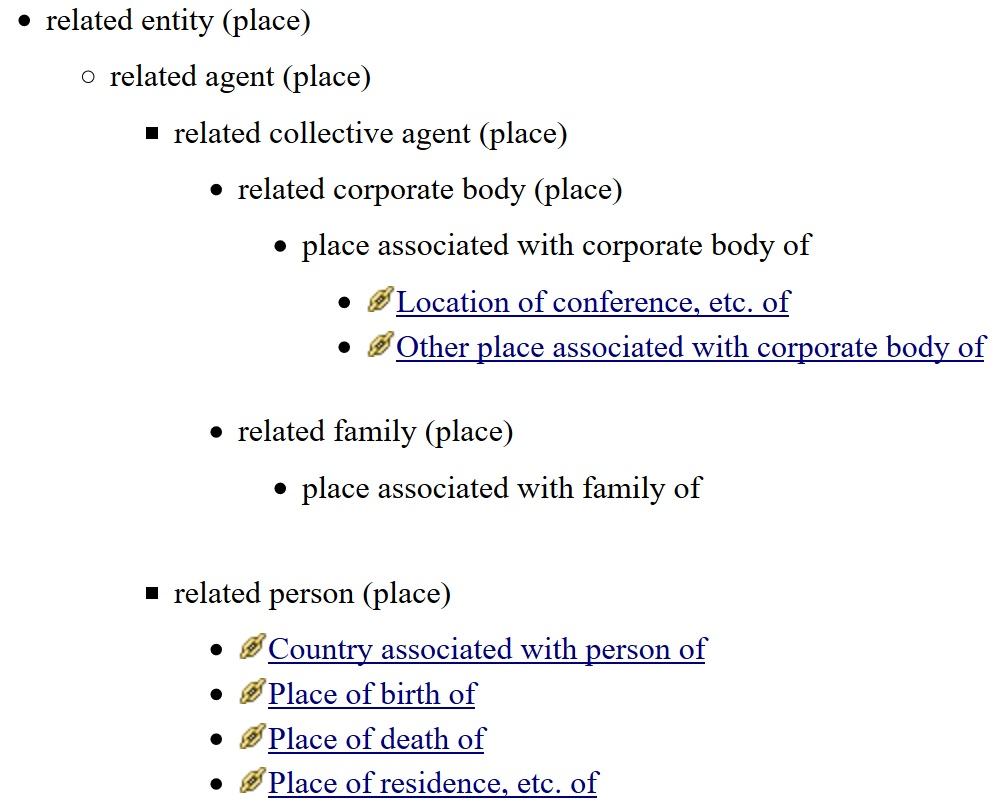 related entity (place)
related agent (place)
related collective agent (place)
related corporate body (place)
place associated with corporate body of
Location of conference, etc. of
Other place associated with corporate body of
related family (place)
place associated with family of
related person (place)
Country associated with person of
Place of birth of
Place of death of
Place of residence, etc. of